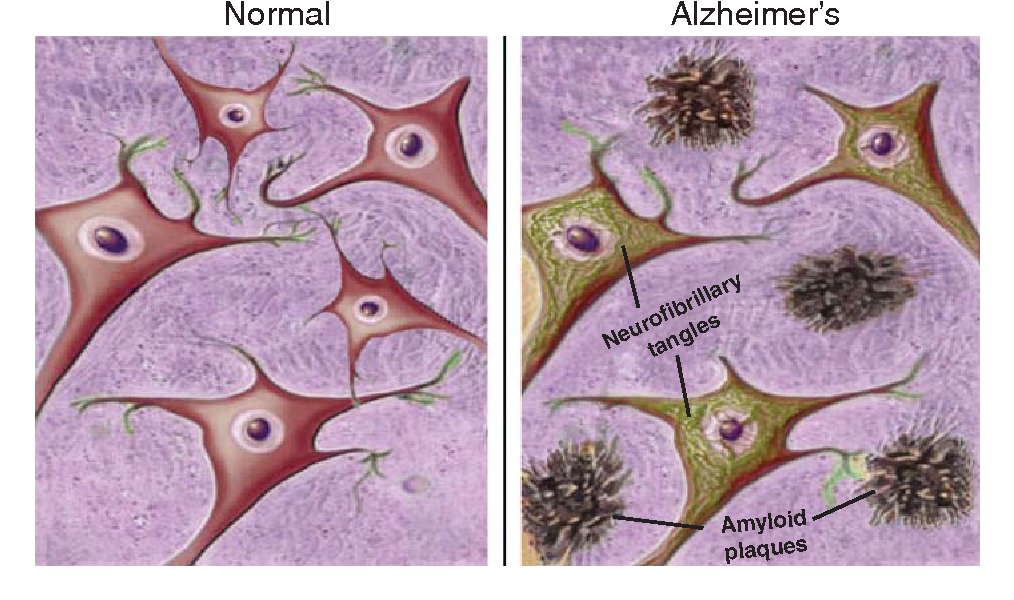 Normal
Alzheimer's
Neurofibrillary
tangles
Amyloid
plaques